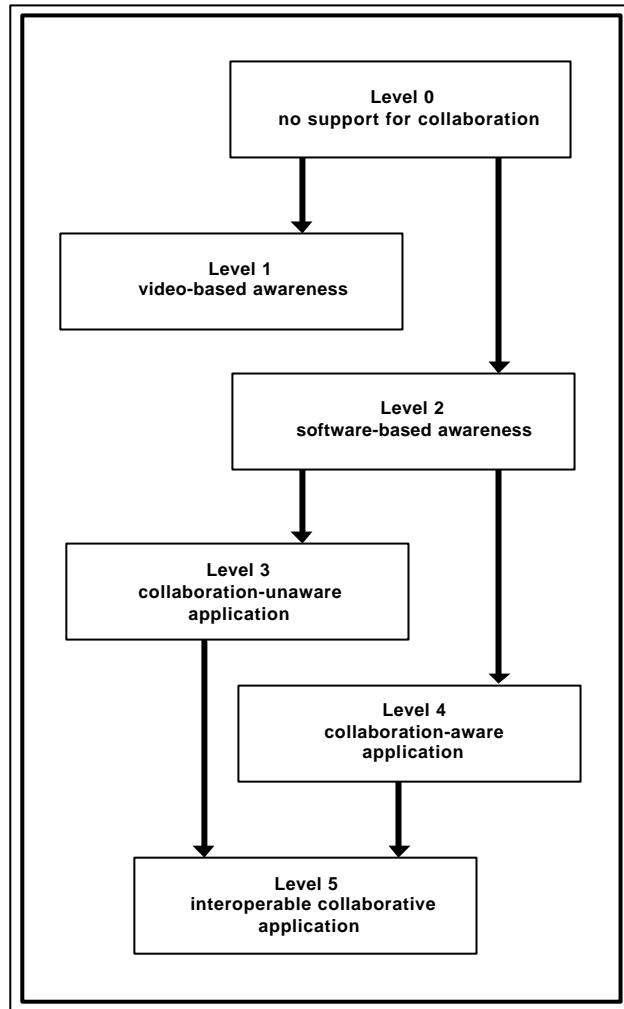 Level 0
no support for collaboration
Level 1
video-based awareness
Level 2
software-based awareness
Level 3
collaboration-unaware
application
Level 4
collaboration-aware
application
Level 5
interoperable collaborative
application